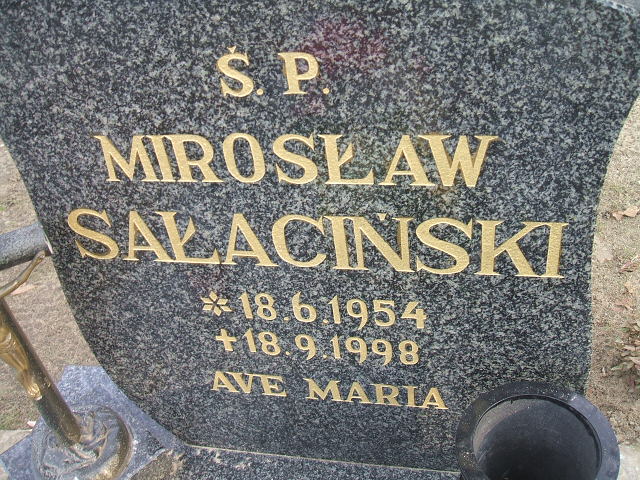 Ś. P.
MIROSŁAW
SAŁACIŃSKI
* 18.6.1954
+ 18.9.1998
AVE MARIA